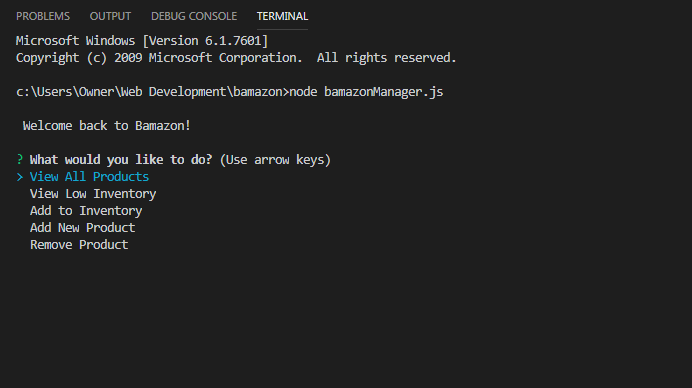 PROBLEMS OUTPUT DEBUG CONSOLE TERMINAL
Microsoft Windows [Version 6.1.7601]
Copyright (c) 2009 Microsoft Corporation.  All rights reserved.
c:\Users\Owner\Web Development\bamazon>node bamazonManager.js
Welcome back to Bamazon!
? What would you like to do? (Use arrow keys)
> View All Products
View Low Inventory
Add to Inventory
Add New Product
Remove Product